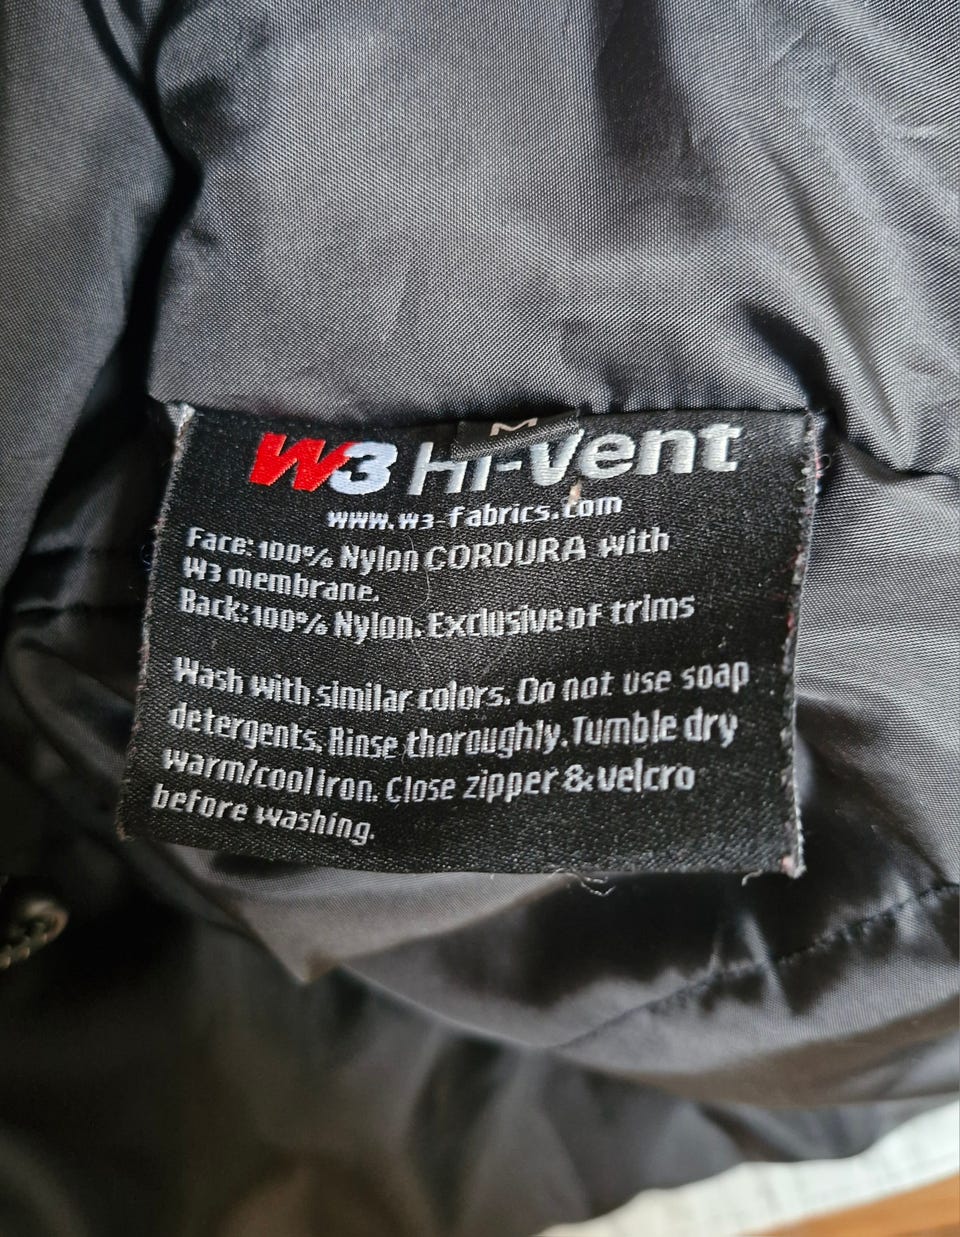 M
W3 Hi-Vent
www.w3-fabrics.com
Face: 100% Nylon CORDURA with
W3 membrane.
Back: 100% Nylon. Exclusive of trims
Wash with similar colors. Do not use soap
detergents. Rinse thoroughly. Tumble dry
warm/cool iron. Close zipper & velcro
before washing.